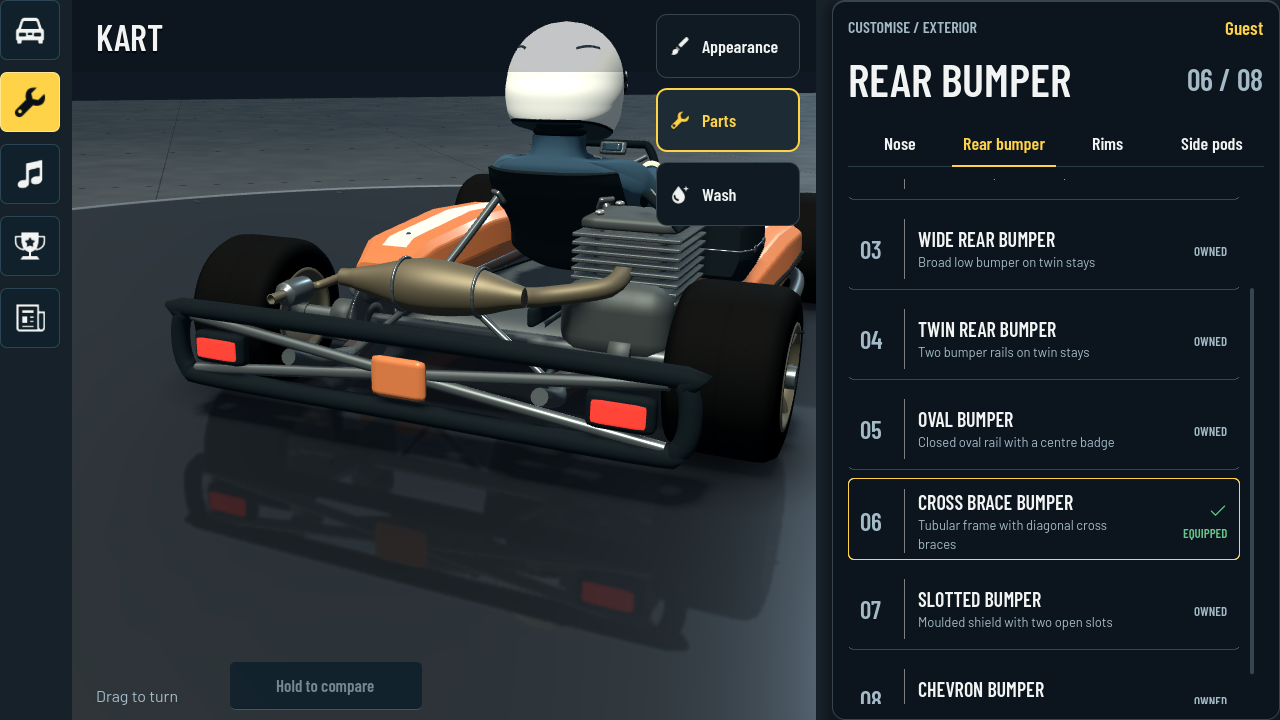 KART
Appearance
Parts
Wash
Drag to turn
Hold to compare
CUSTOMISE / EXTERIOR
Guest
REAR BUMPER
06 / 08
Nose
Rear bumper
Rims
Side pods
03
WIDE REAR BUMPER
Broad low bumper on twin stays
OWNED
04
TWIN REAR BUMPER
Two bumper rails on twin stays
OWNED
05
OVAL BUMPER
Closed oval rail with a centre badge
OWNED
06
CROSS BRACE BUMPER
Tubular frame with diagonal cross
braces
EQUIPPED
07
SLOTTED BUMPER
Moulded shield with two open slots
OWNED
08
CHEVRON BUMPER
OWNED